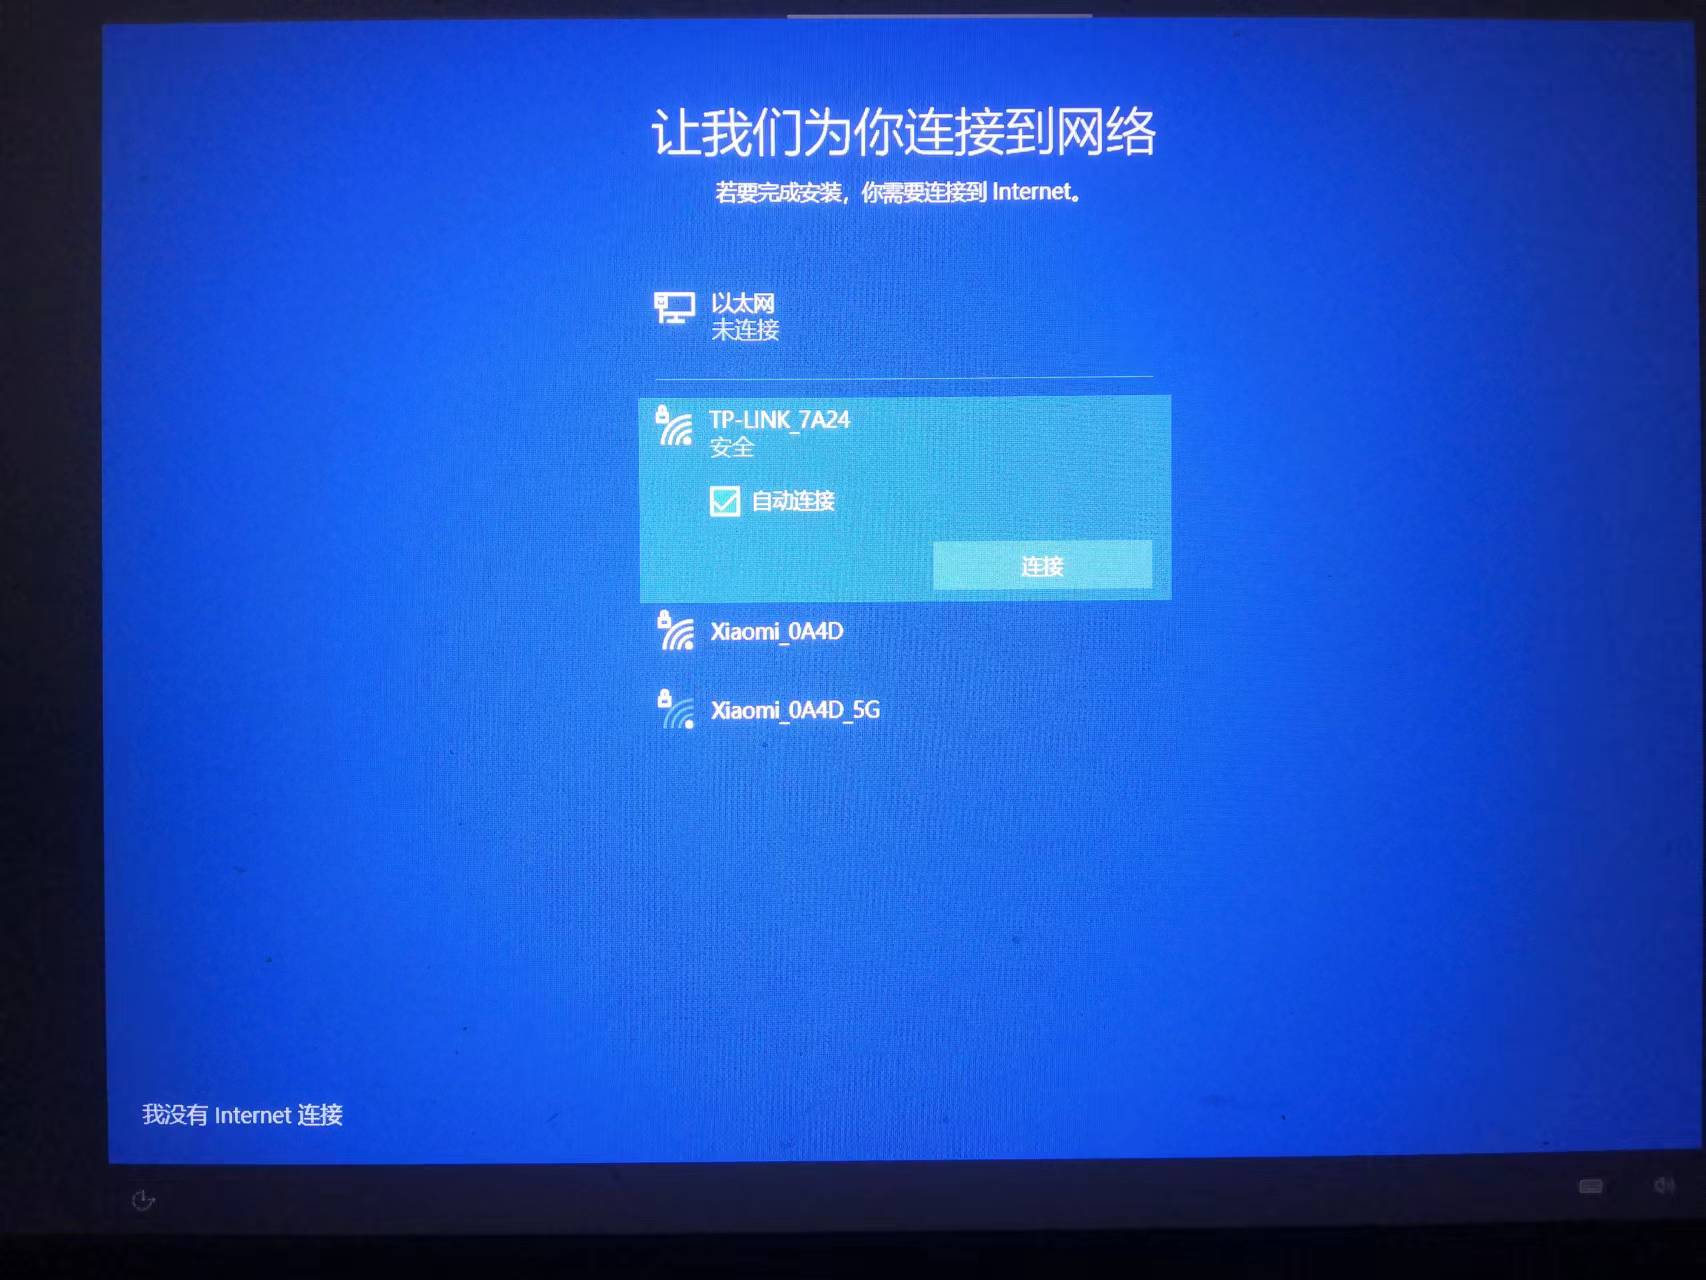 让我们为你连接到网络
若要完成安装，你需要连接到 Internet。
以太网
未连接
TP-LINK_7A24
安全
自动连接
连接
Xiaomi_0A4D
Xiaomi_0A4D_5G
我没有 Internet 连接